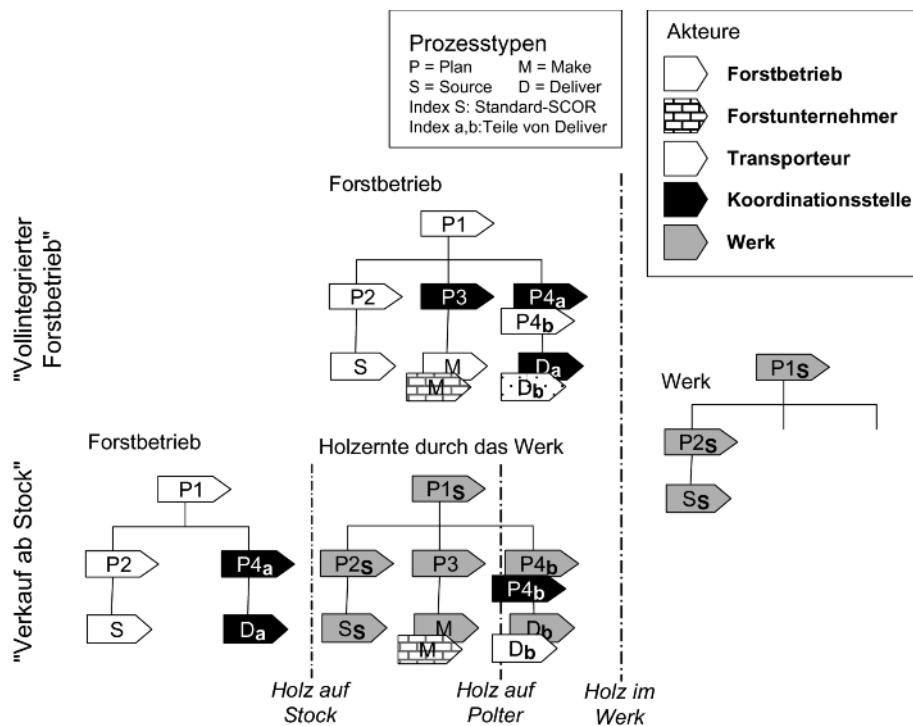 Prozesstypen
P = Plan M = Make
S = Source D = Deliver
Index S: Standard-SCOR
Index a,b:Teile von Deliver
Akteure
Forstbetrieb
Forstunternehmer
Transporteur
Koordinationsstelle
Werk
"Vollintegrierter
Forstbetrieb"
Forstbetrieb
P1
P2 P3 P4a
P4b
S M Da
M Db
Werk
P1s
P2s
Ss
"Verkauf ab Stock"
Forstbetrieb
P1
P2 P4a
S Da
Holzernte durch das Werk
P1s
P2s P3 P4b
P4b
Ss M Db
M Db
Holz auf
Stock
Holz auf
Polter
Holz im
Werk